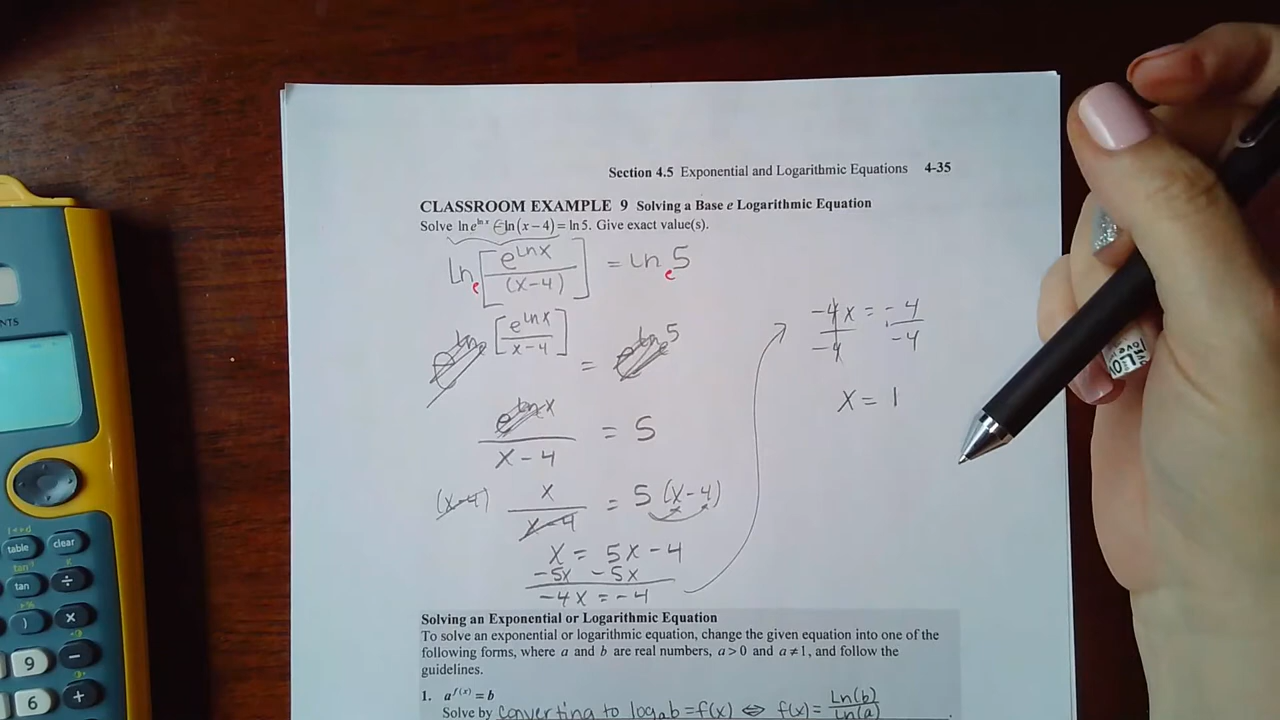 Section 4.5 Exponential and Logarithmic Equations 4-35
CLASSROOM EXAMPLE 9 Solving a Base e Logarithmic Equation
Solve ln e^(ln x) − ln(x − 4) = ln 5. Give exact value(s).
Ln_e [e^(Ln x) / (x−4)] = Ln_e 5
e^(ln [e^(Ln x) / (x−4)]) = e^(ln 5)
e^(ln x) / (x−4) = 5
(x−4) x / (x−4) = 5 (x−4)
x = 5x − 4
−5x −5x
−4x = −4
−4x / −4 = −4 / −4
x = 1
Solving an Exponential or Logarithmic Equation
To solve an exponential or logarithmic equation, change the given equation into one of the
following forms, where a and b are real numbers, a > 0 and a ≠ 1, and follow the
guidelines.
1. a^f(x) = b
Solve by converting to log_a b = f(x) ⇔ f(x) = Ln(b) / Ln(a)
NTS
table
clear
tan
÷
)
×
9
−
6
+
LOVE
love